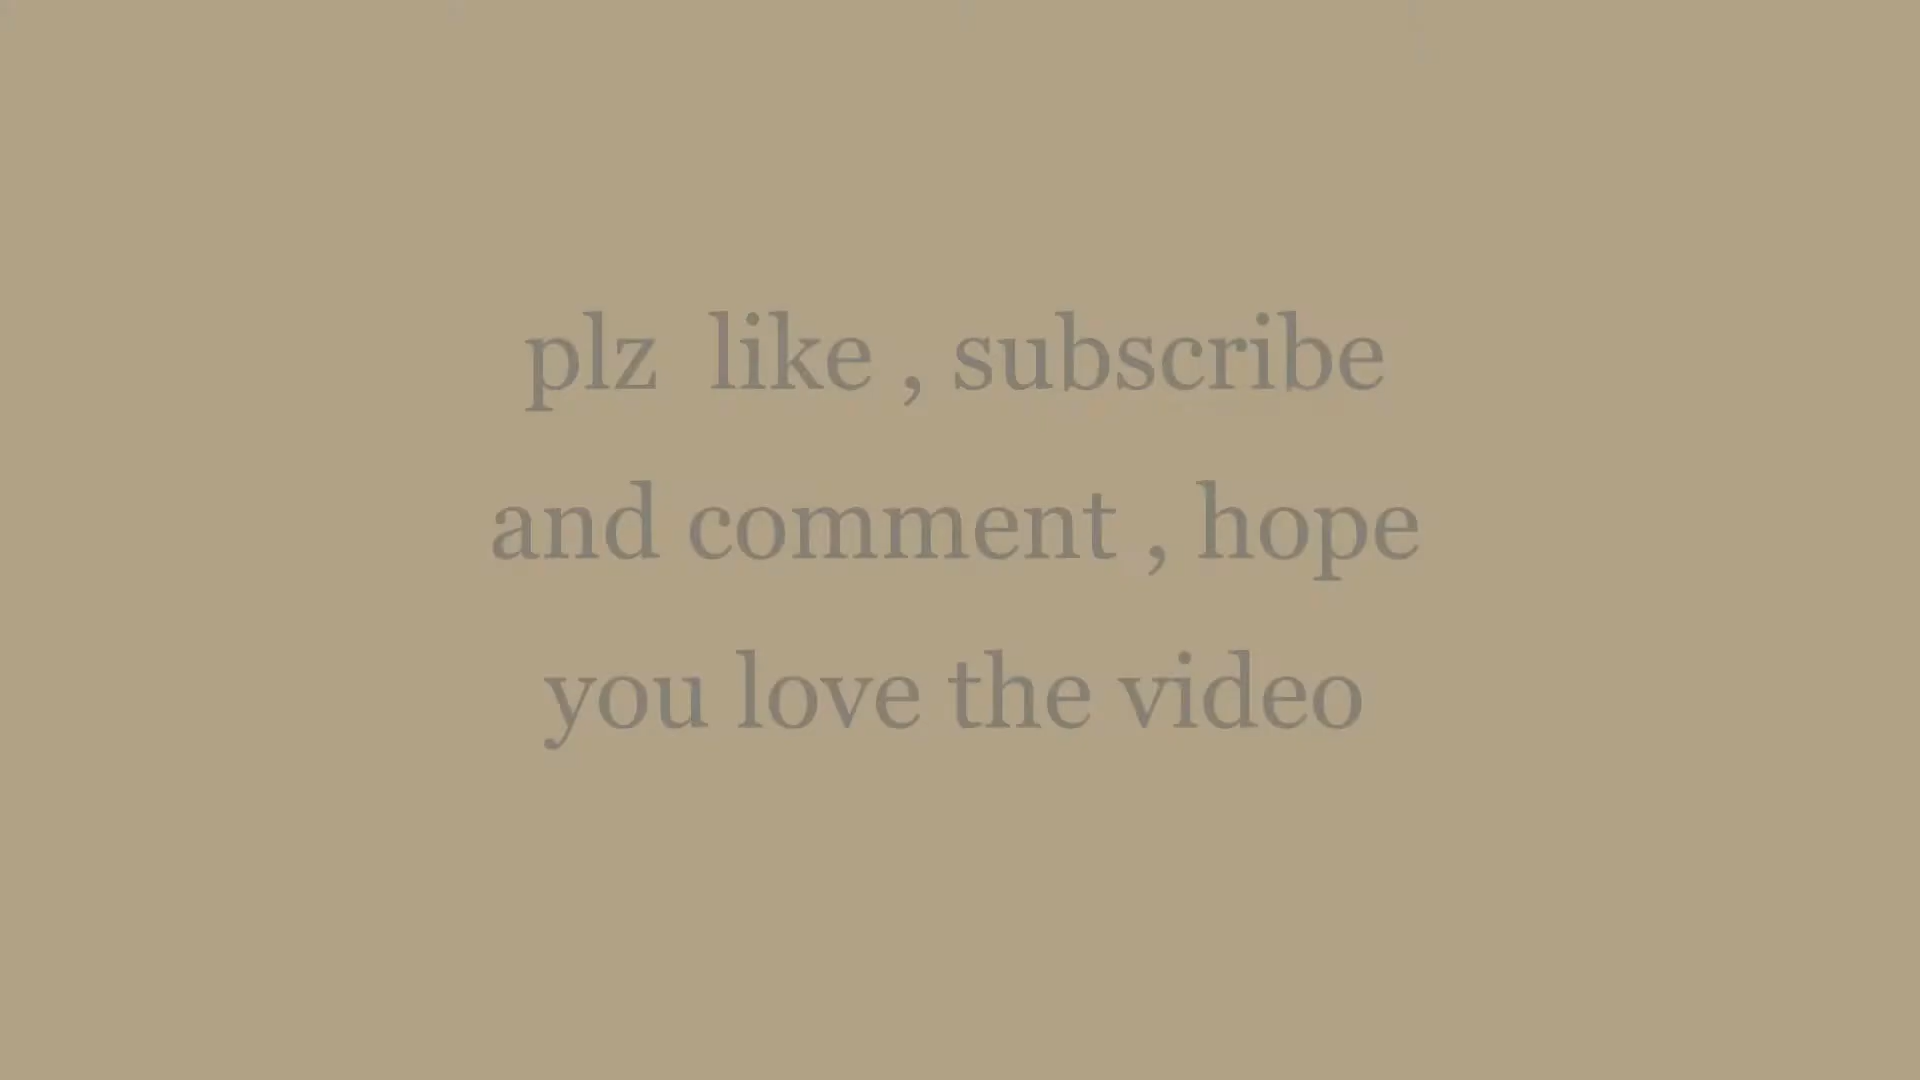 plz  like , subscribe
and comment , hope
you love the video